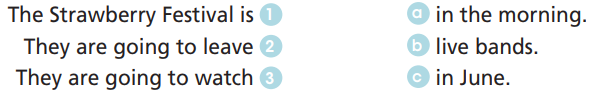 The Strawberry Festival is 1 a in the morning.
They are going to leave 2 b live bands.
They are going to watch 3 c in June.